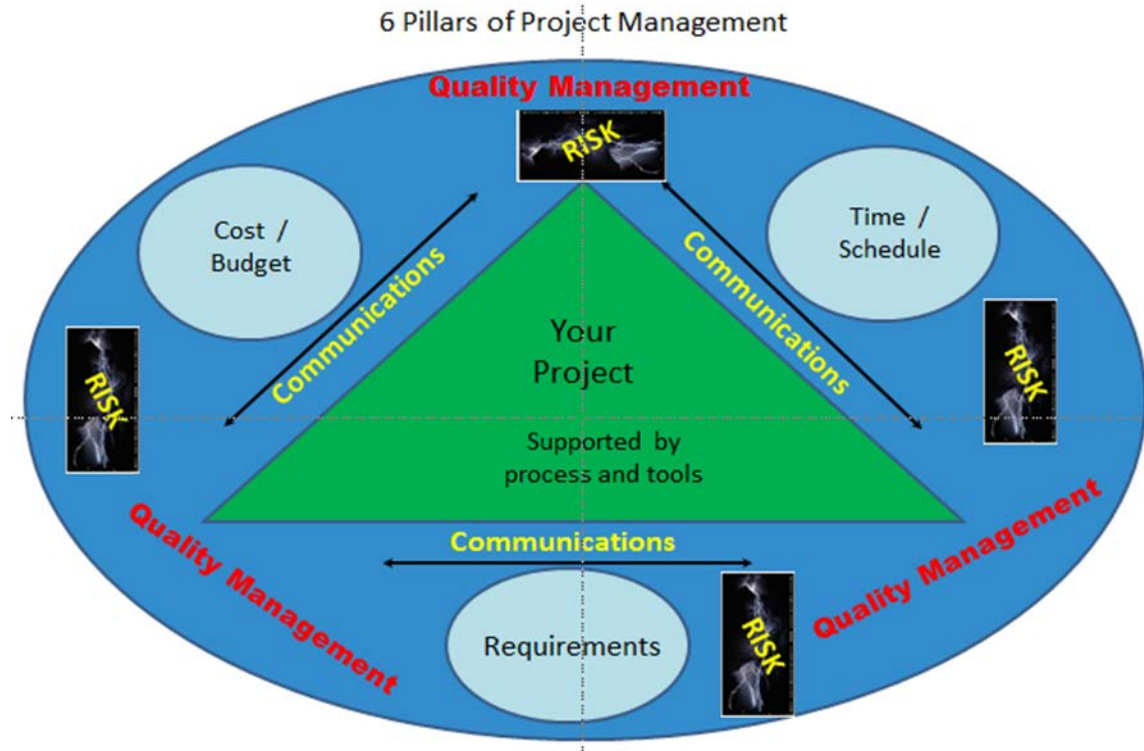 6 Pillars of Project Management
Quality Management
RISK
Cost /
Budget
Time /
Schedule
Communications
Communications
Your
Project
RISK
RISK
Supported by
process and tools
Quality Management
Quality Management
Communications
Requirements
RISK